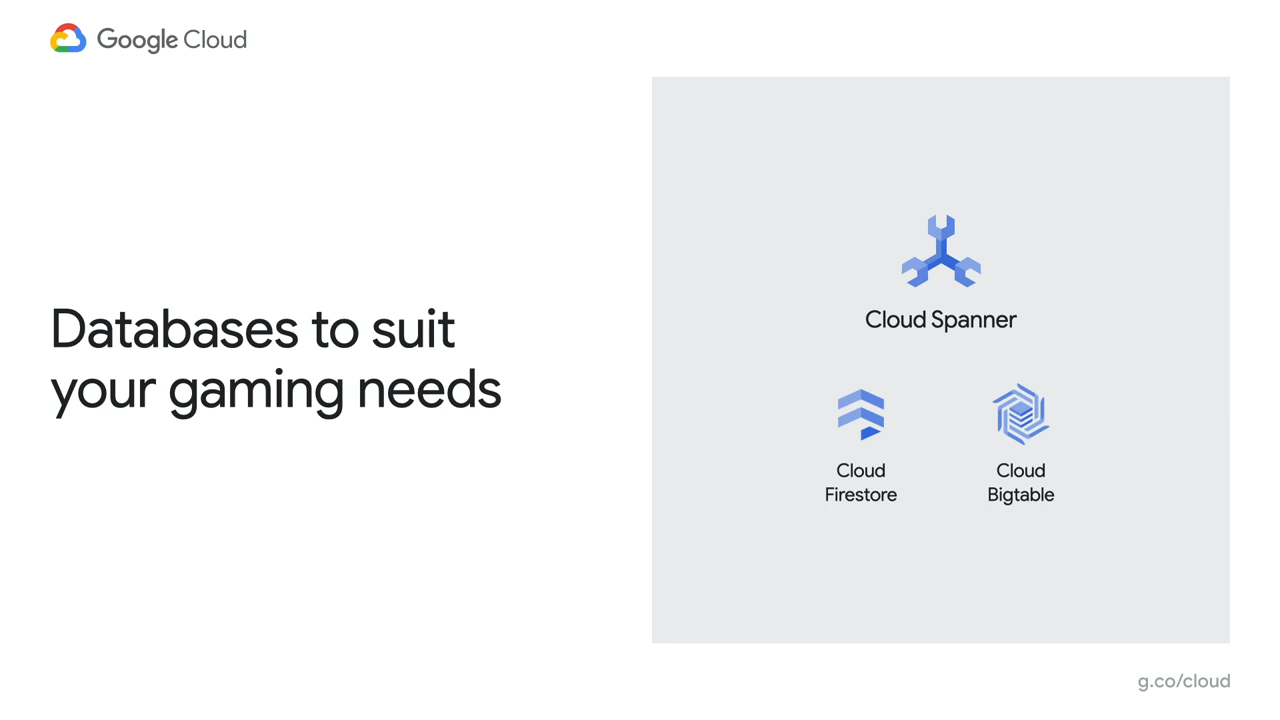 Google Cloud
Databases to suit
your gaming needs
Cloud Spanner
Cloud
Firestore
Cloud
Bigtable
g.co/cloud